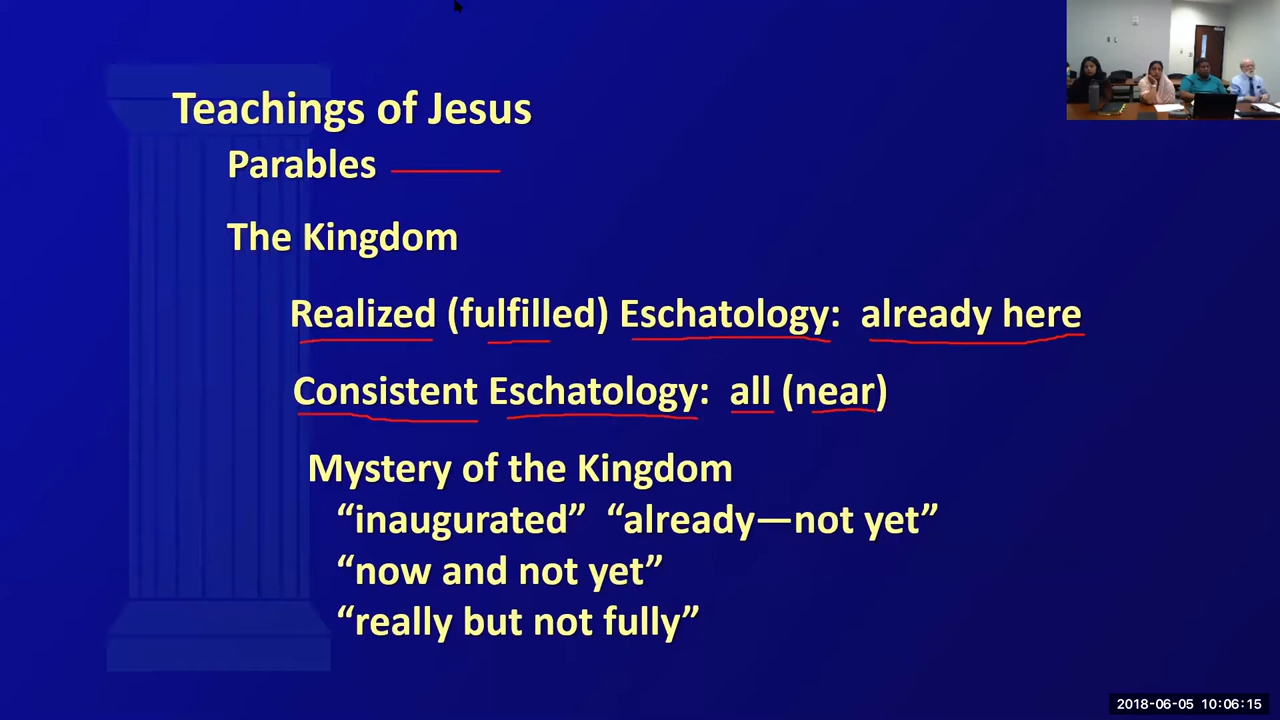 Teachings of Jesus
Parables
The Kingdom
Realized (fulfilled) Eschatology:  already here
Consistent Eschatology:  all (near)
Mystery of the Kingdom
“inaugurated”  “already—not yet”
“now and not yet”
“really but not fully”
2018-06-05 10:06:15